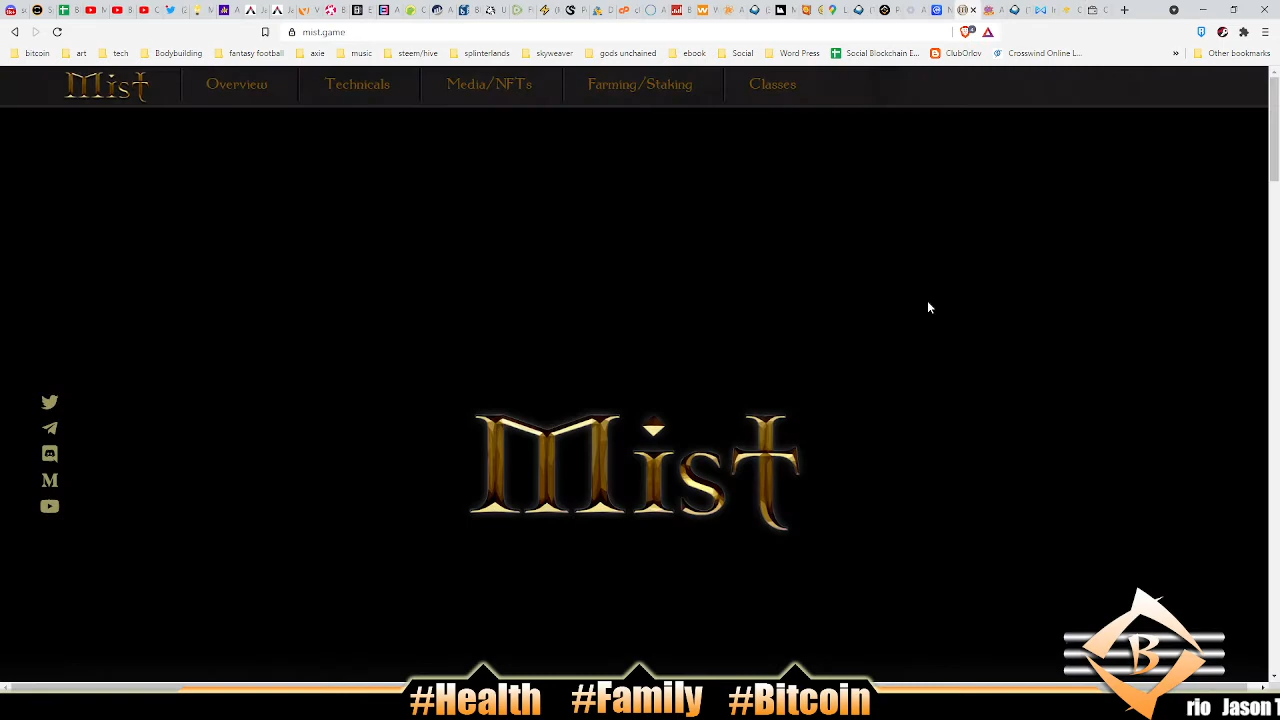 mist.game
bitcoin
art
tech
Bodybuilding
fantasy football
axie
music
steem/hive
splinterlands
skyweaver
gods unchained
ebook
Social
Word Press
Social Blockchain E...
ClubOrlov
Crosswind Online L...
»
Other bookmarks
Mist
Overview
Technicals
Media/NFTs
Farming/Staking
Classes
Mist
B
#Health
#Family
#Bitcoin
rio Jason